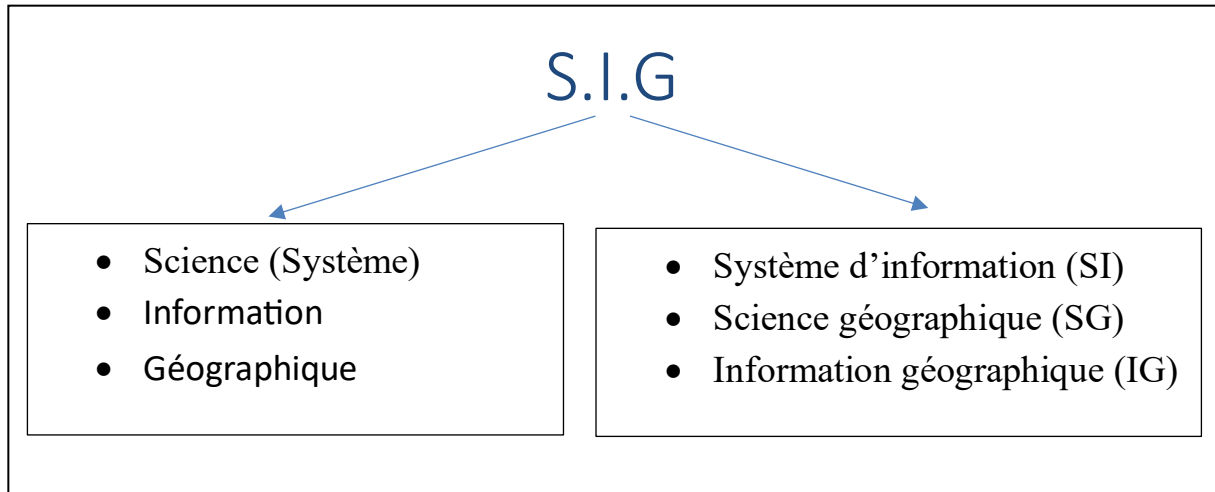 S.I.G
• Science (Système)
• Information
• Géographique
• Système d’information (SI)
• Science géographique (SG)
• Information géographique (IG)